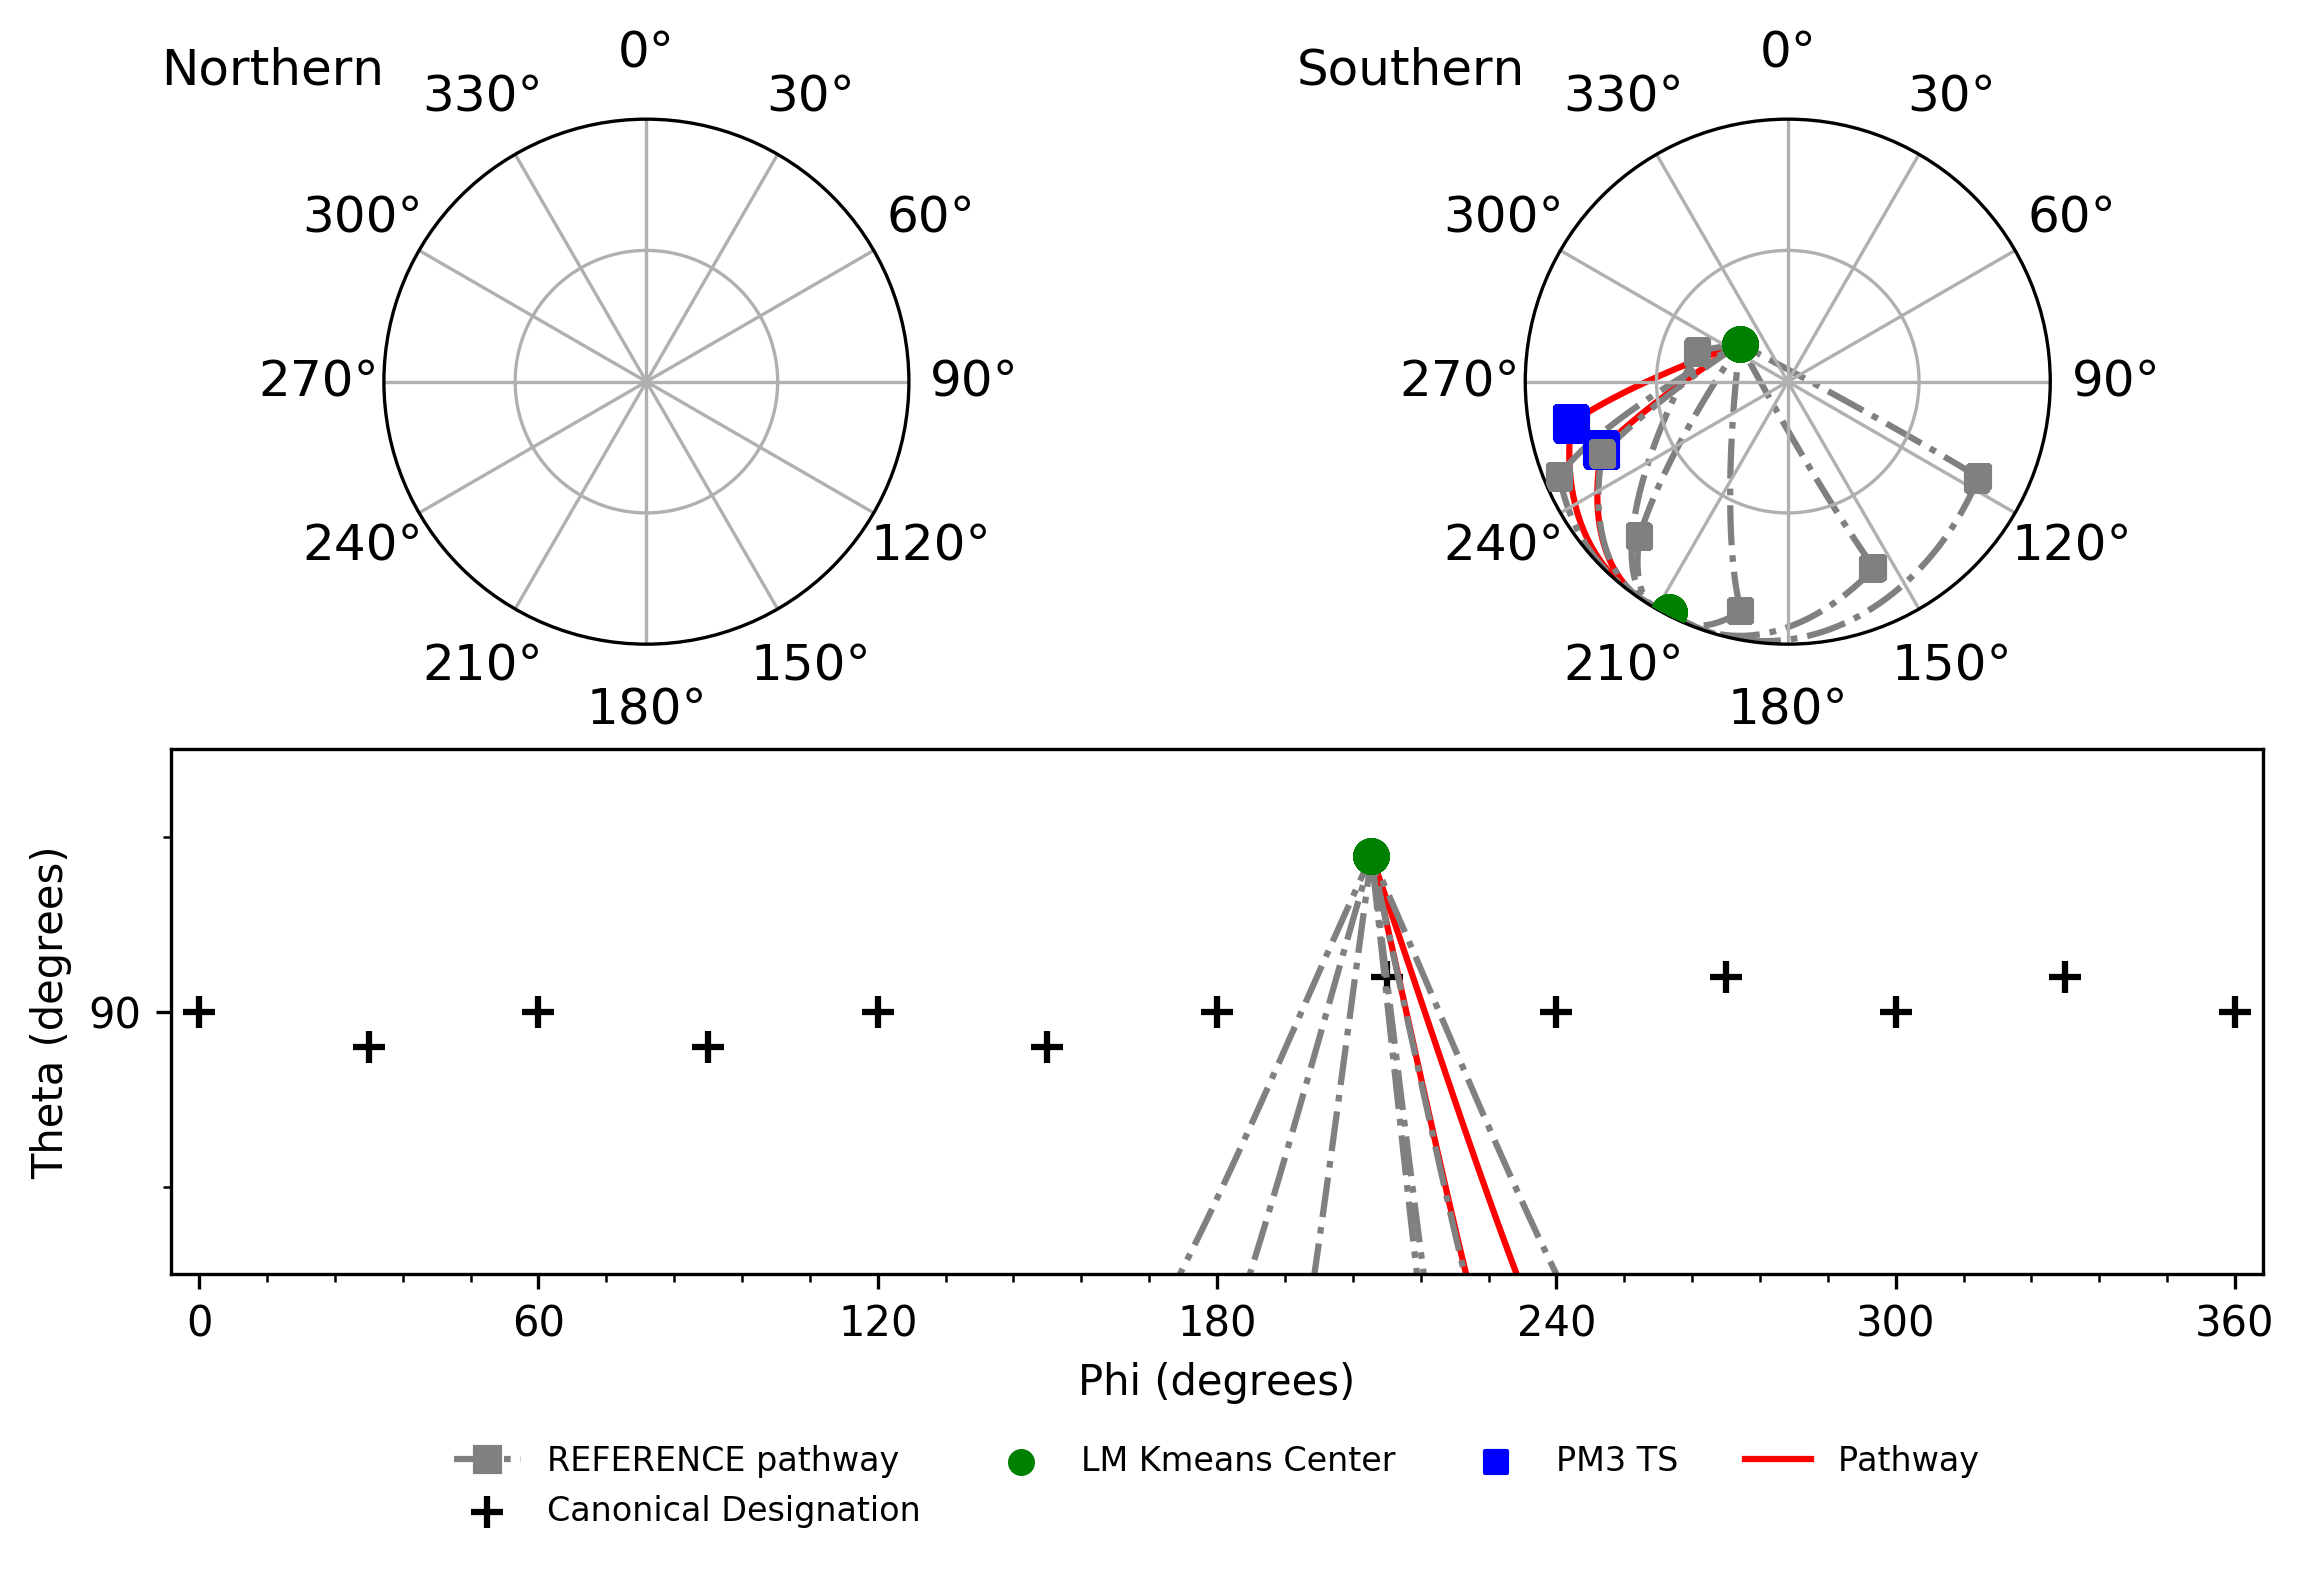 Northern
0°
330°
30°
300°
60°
270°
90°
240°
120°
210°
150°
180°
Southern
0°
330°
30°
300°
60°
270°
90°
240°
120°
210°
150°
180°
Theta (degrees)
90
0 60 120 180 240 300 360
Phi (degrees)
REFERENCE pathway
LM Kmeans Center
PM3 TS
Pathway
Canonical Designation